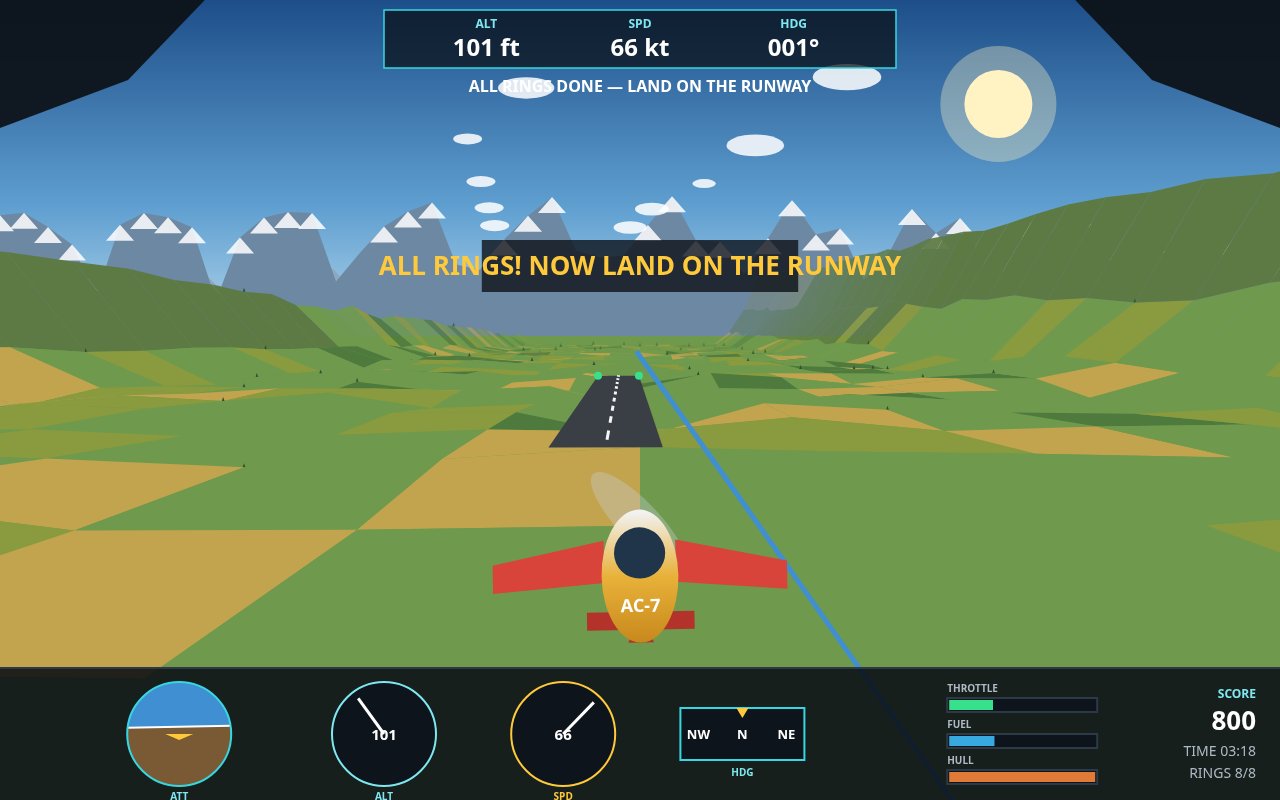 ALT SPD HDG
101 ft 66 kt 001°
ALL RINGS DONE — LAND ON THE RUNWAY
ALL RINGS! NOW LAND ON THE RUNWAY
AC-7
THROTTLE
FUEL
HULL
SCORE
800
TIME 03:18
RINGS 8/8
101
66
NW N NE
HDG
ATT
ALT
SPD